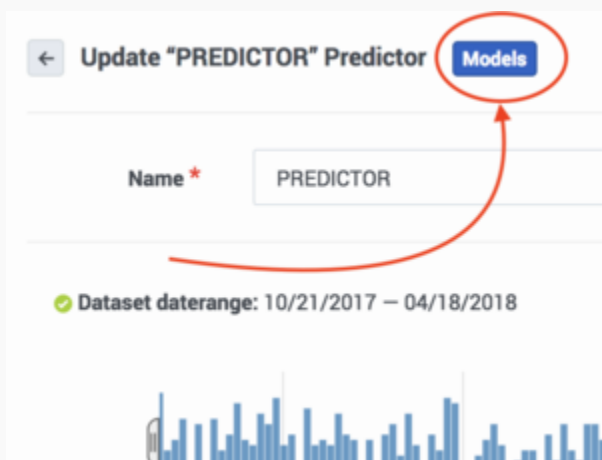 ← Update “PREDICTOR” Predictor Models
Name * PREDICTOR
Dataset daterange: 10/21/2017 — 04/18/2018